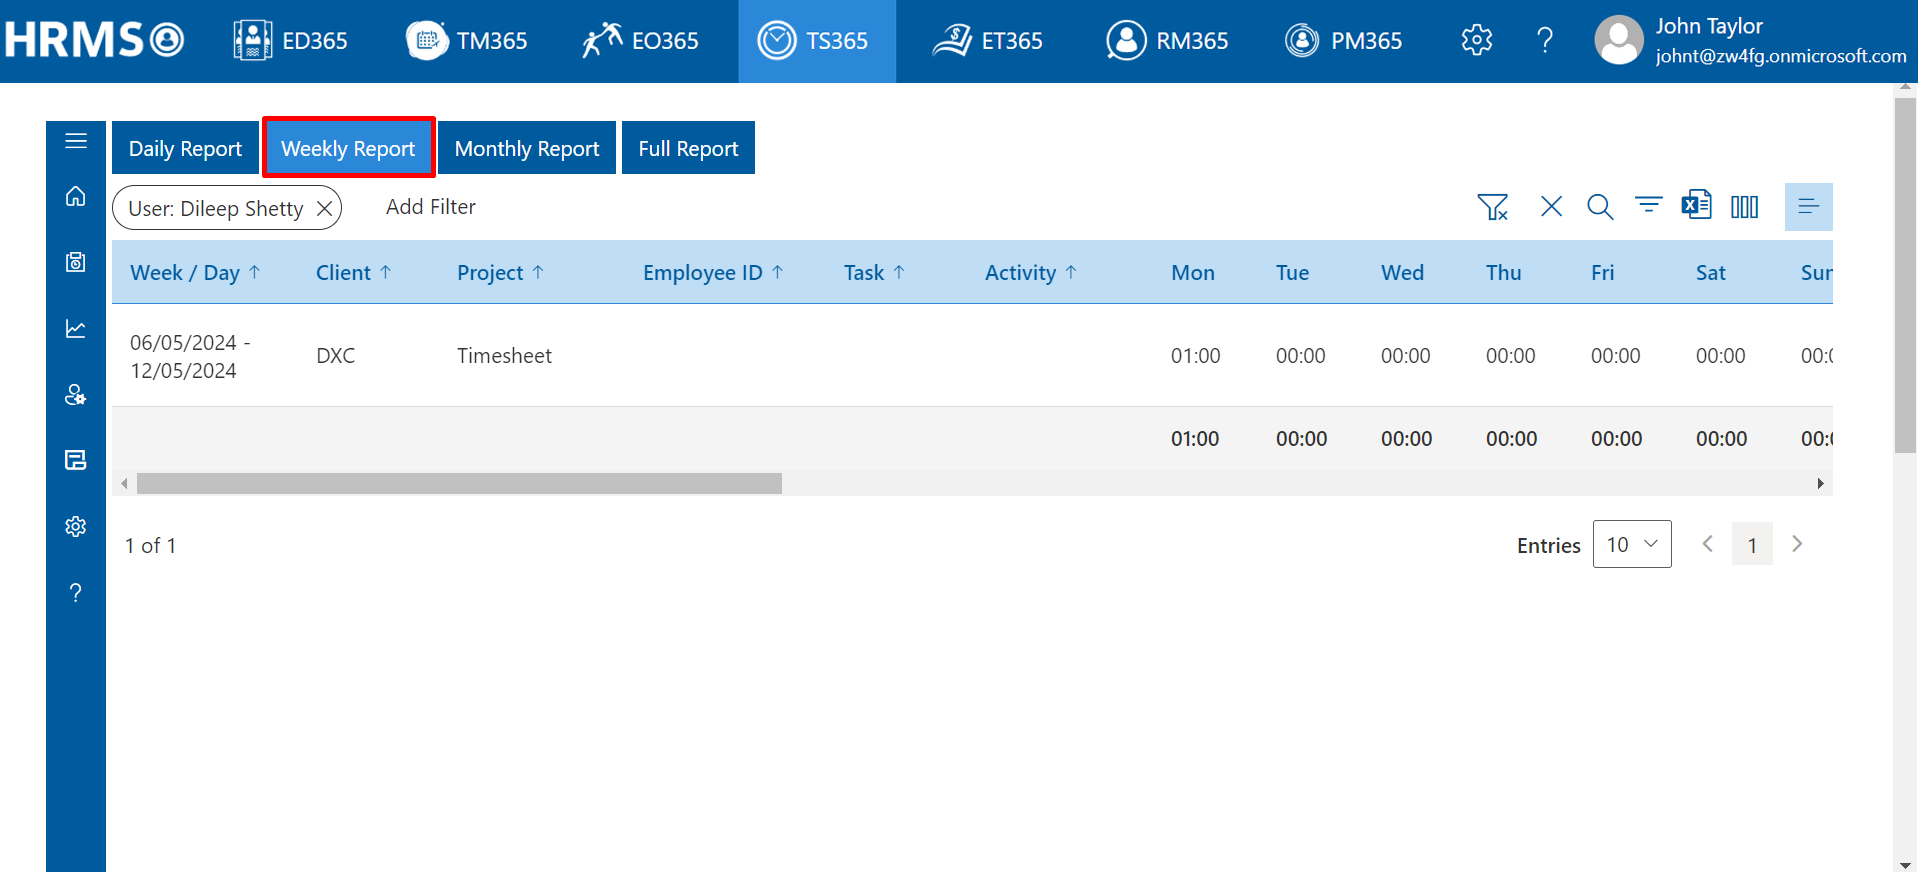 HRMS ED365 TM365 EO365 TS365 ET365 RM365 PM365 ? John Taylor
johnt@zw4fg.onmicrosoft.com
Daily Report Weekly Report Monthly Report Full Report
User: Dileep Shetty Add Filter
Week / Day ↑ Client ↑ Project ↑ Employee ID ↑ Task ↑ Activity ↑ Mon Tue Wed Thu Fri Sat Sun
06/05/2024 -
12/05/2024 DXC Timesheet 01:00 00:00 00:00 00:00 00:00 00:00 00:0
01:00 00:00 00:00 00:00 00:00 00:00 00:0
1 of 1 Entries 10 1
?